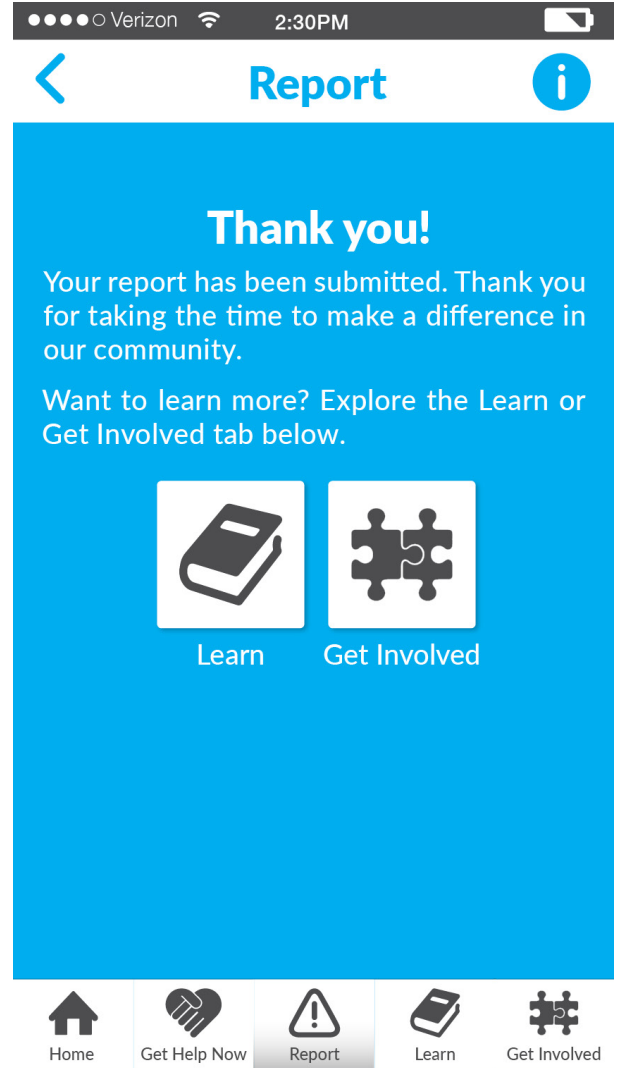 Verizon 2:30PM
Report
Thank you!
Your report has been submitted. Thank you
for taking the time to make a difference in
our community.
Want to learn more? Explore the Learn or
Get Involved tab below.
Learn Get Involved
Home Get Help Now Report Learn Get Involved